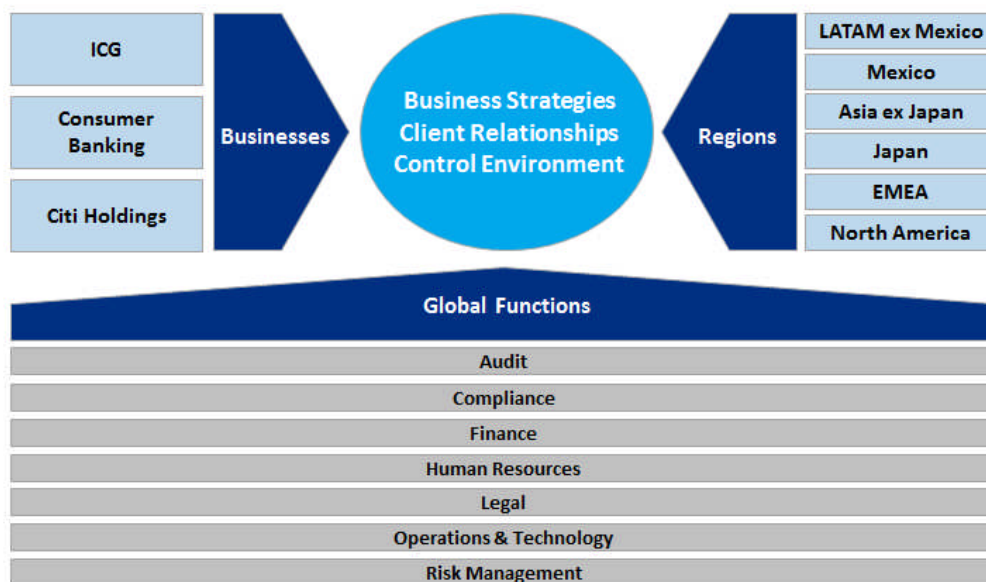 ICG
Consumer
Banking
Citi Holdings
Businesses
Business Strategies
Client Relationships
Control Environment
Regions
LATAM ex Mexico
Mexico
Asia ex Japan
Japan
EMEA
North America
Global Functions
Audit
Compliance
Finance
Human Resources
Legal
Operations & Technology
Risk Management